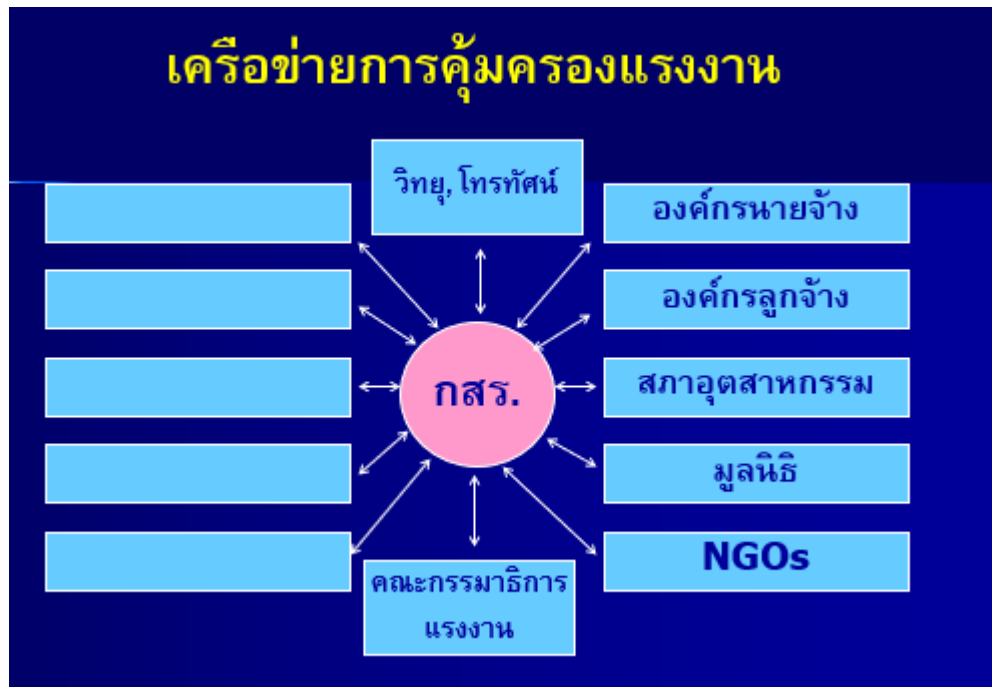 เครือข่ายการคุ้มครองแรงงาน
วิทยุ, โทรทัศน์
องค์กรนายจ้าง
องค์กรลูกจ้าง
กสร.
สภาอุตสาหกรรม
มูลนิธิ
NGOs
คณะกรรมาธิการ
แรงงาน